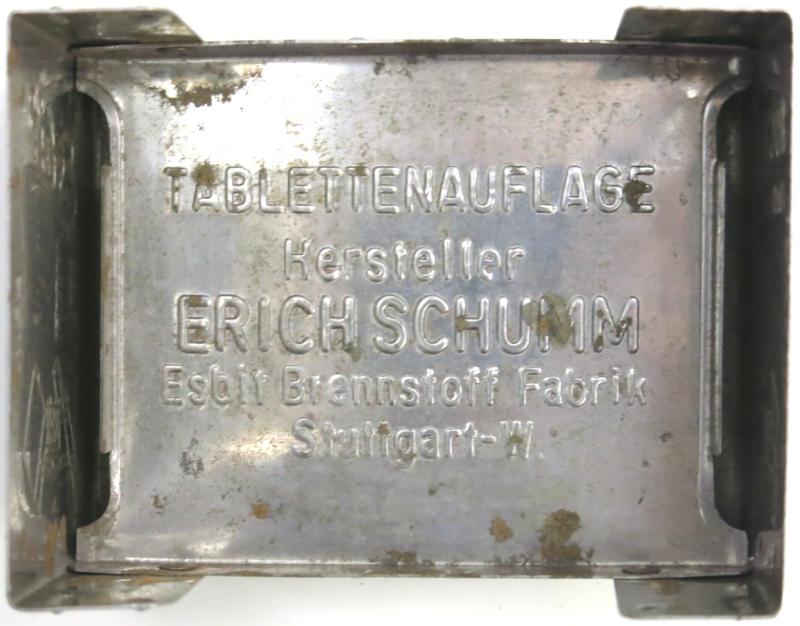 TABLETTENAUFLAGE
Hersteller
ERICH SCHUMM
Esbit Brennstoff Fabrik
Stuttgart-W.